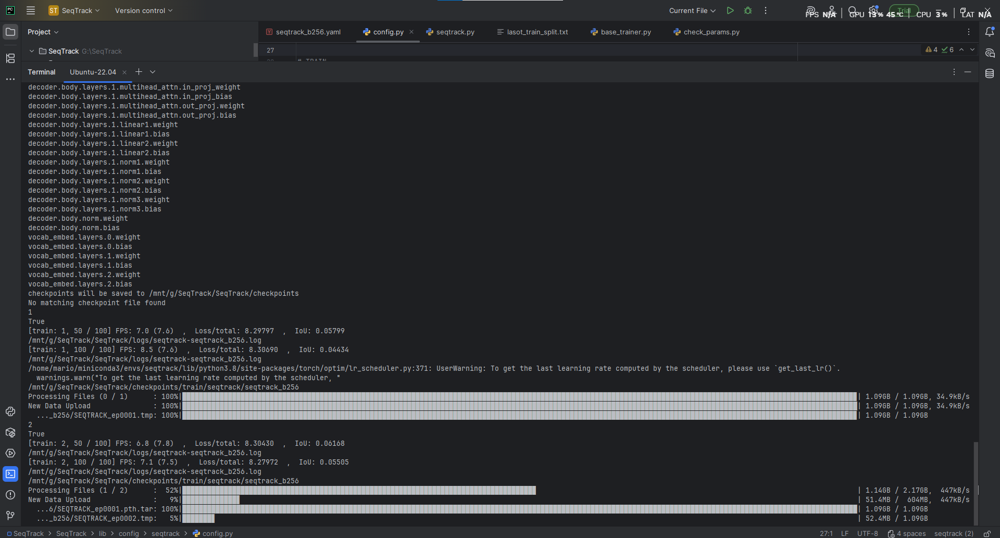 PC
ST SeqTrack
Version control
Current File
Trial
FPS N/A | GPU 13 % 45 °C | CPU 3 % | LAT N/A
Project
seqtrack_b256.yaml
config.py
seqtrack.py
lasot_train_split.txt
base_trainer.py
check_params.py
SeqTrack G:\SeqTrack
27
4 6
# TRAIN
Terminal
Ubuntu-22.04
decoder.body.layers.1.multihead_attn.in_proj_weight
decoder.body.layers.1.multihead_attn.in_proj_bias
decoder.body.layers.1.multihead_attn.out_proj.weight
decoder.body.layers.1.multihead_attn.out_proj.bias
decoder.body.layers.1.linear1.weight
decoder.body.layers.1.linear1.bias
decoder.body.layers.1.linear2.weight
decoder.body.layers.1.linear2.bias
decoder.body.layers.1.norm1.weight
decoder.body.layers.1.norm1.bias
decoder.body.layers.1.norm2.weight
decoder.body.layers.1.norm2.bias
decoder.body.layers.1.norm3.weight
decoder.body.layers.1.norm3.bias
decoder.body.norm.weight
decoder.body.norm.bias
vocab_embed.layers.0.weight
vocab_embed.layers.0.bias
vocab_embed.layers.1.weight
vocab_embed.layers.1.bias
vocab_embed.layers.2.weight
vocab_embed.layers.2.bias
checkpoints will be saved to /mnt/g/SeqTrack/SeqTrack/checkpoints
No matching checkpoint file found
1
True
[train: 1, 50 / 100] FPS: 7.0 (7.6)  ,  Loss/total: 8.29797  ,  IoU: 0.05799
/mnt/g/SeqTrack/SeqTrack/logs/seqtrack-seqtrack_b256.log
[train: 1, 100 / 100] FPS: 8.5 (7.6)  ,  Loss/total: 8.30690  ,  IoU: 0.04434
/mnt/g/SeqTrack/SeqTrack/logs/seqtrack-seqtrack_b256.log
/home/mario/miniconda3/envs/seqtrack/lib/python3.8/site-packages/torch/optim/lr_scheduler.py:371: UserWarning: To get the last learning rate computed by the scheduler, please use `get_last_lr()`.
warnings.warn("To get the last learning rate computed by the scheduler, "
/mnt/g/SeqTrack/SeqTrack/checkpoints/train/seqtrack/seqtrack_b256
Processing Files (0 / 1)      : 100%| | 1.09GB / 1.09GB, 34.9kB/s
New Data Upload               : 100%| | 1.09GB / 1.09GB, 34.9kB/s
..._b256/SEQTRACK_ep0001.tmp: 100%| | 1.09GB / 1.09GB
2
True
[train: 2, 50 / 100] FPS: 6.8 (7.8)  ,  Loss/total: 8.30430  ,  IoU: 0.06168
/mnt/g/SeqTrack/SeqTrack/logs/seqtrack-seqtrack_b256.log
[train: 2, 100 / 100] FPS: 7.1 (7.5)  ,  Loss/total: 8.27972  ,  IoU: 0.05505
/mnt/g/SeqTrack/SeqTrack/logs/seqtrack-seqtrack_b256.log
/mnt/g/SeqTrack/SeqTrack/checkpoints/train/seqtrack/seqtrack_b256
Processing Files (1 / 2)      :  52%| | 1.14GB / 2.17GB,  447kB/s
New Data Upload               :   9%| | 51.4MB /  604MB,  447kB/s
...6/SEQTRACK_ep0001.pth.tar: 100%| | 1.09GB / 1.09GB
..._b256/SEQTRACK_ep0002.tmp:   5%| | 52.4MB / 1.09GB
SeqTrack > SeqTrack > lib > config > seqtrack > config.py
27:1 LF UTF-8 4 spaces seqtrack (2)